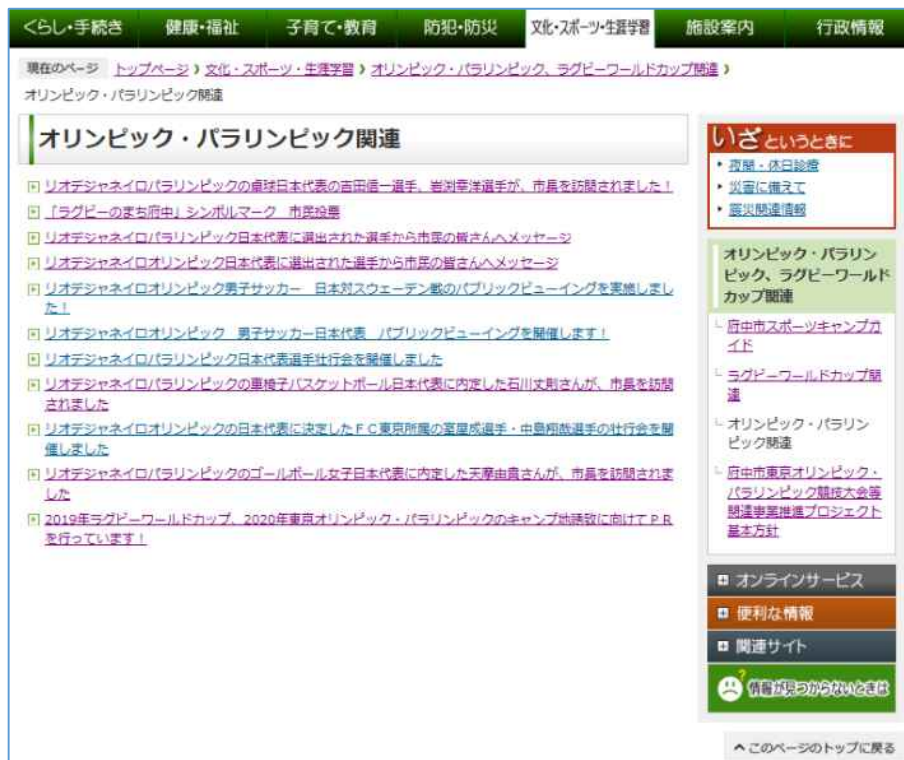 くらし・手続き 健康・福祉 子育て・教育 防犯・防災 文化・スポーツ・生涯学習 施設案内 行政情報
現在のページ トップページ 文化・スポーツ・生涯学習 オリンピック・パラリンピック、ラグビーワールドカップ関連
オリンピック・パラリンピック関連
オリンピック・パラリンピック関連
リオデジャネイロパラリンピックの卓球日本代表の吉田信一選手、岩渕幸洋選手が、市長を訪問されました！
「ラグビーのまち府中」シンボルマーク 市民投票
リオデジャネイロパラリンピック日本代表に選出された選手から市民の皆さんへメッセージ
リオデジャネイロオリンピック日本代表に選出された選手から市民の皆さんへメッセージ
リオデジャネイロオリンピック男子サッカー 日本対スウェーデン戦のパブリックビューイングを実施しまし
た！
リオデジャネイロオリンピック 男子サッカー日本代表 パブリックビューイングを開催します！
リオデジャネイロパラリンピック日本代表選手壮行会を開催しました
リオデジャネイロパラリンピックの車椅子バスケットボール日本代表に内定した石川丈則さんが、市長を訪問
されました
リオデジャネイロオリンピックの日本代表に決定したＦＣ東京所属の室屋成選手・中島翔哉選手の壮行会を開
催しました
リオデジャネイロパラリンピックのゴールボール女子日本代表に内定した天摩由貴さんが、市長を訪問されま
した
2019年ラグビーワールドカップ、2020年東京オリンピック・パラリンピックのキャンプ地誘致に向けてＰＲ
を行っています！
いざというときに
夜間・休日診療
災害に備えて
震災関連情報
オリンピック・パラリン
ピック、ラグビーワールド
カップ関連
府中市スポーツキャンプガ
イド
ラグビーワールドカップ関
連
オリンピック・パラリン
ピック関連
府中市東京オリンピック・
パラリンピック競技大会等
関連事業推進プロジェクト
基本方針
オンラインサービス
便利な情報
関連サイト
情報が見つからないときは
このページのトップに戻る